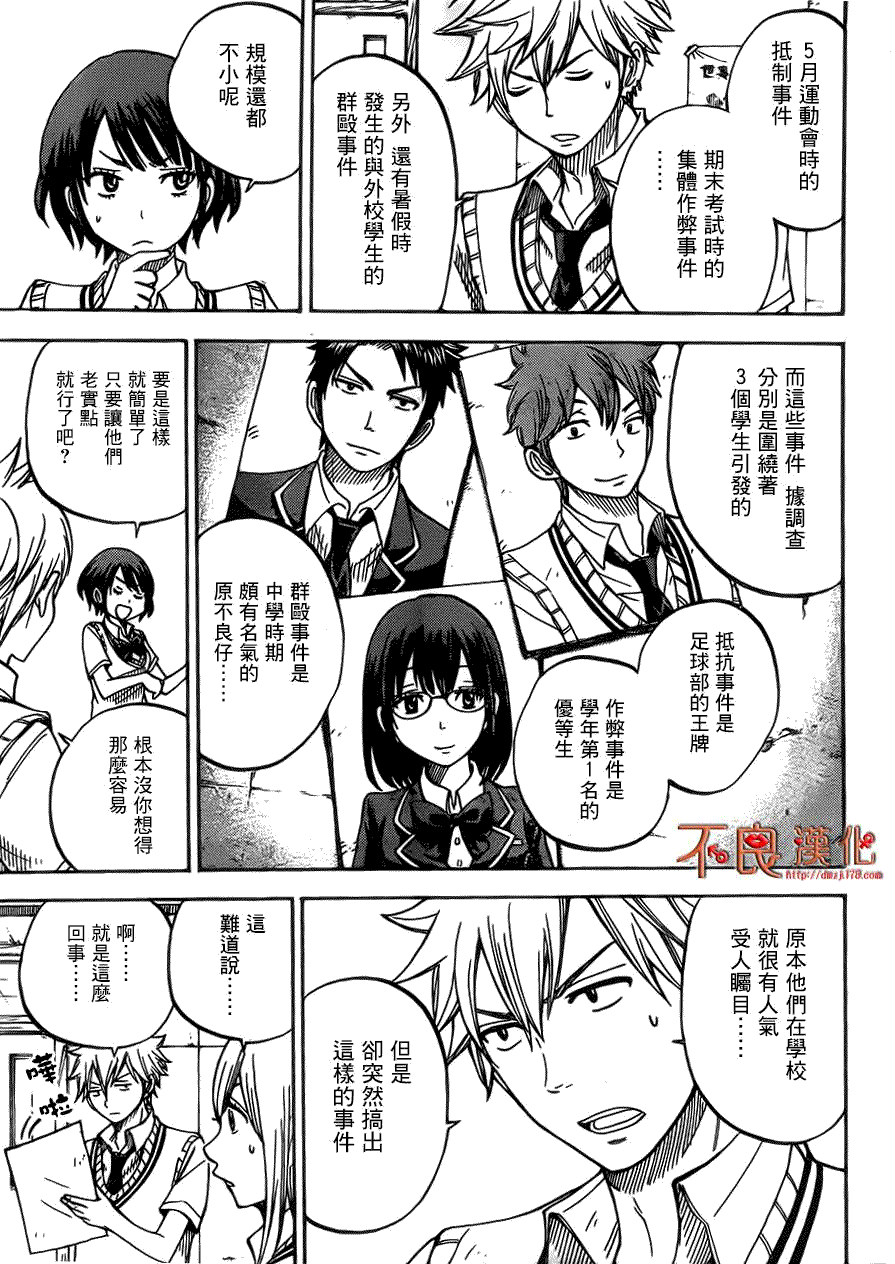 5月運動會時的
抵制事件
期末考試時的
集體作弊事件
……
另外 還有暑假時
發生的與外校學生的
群毆事件
規模還都
不小呢
而這些事件 據調查
分別是圍繞著
3個學生引發的
抵抗事件是
足球部的王牌
作弊事件是
學年第1名的
優等生
群毆事件是
中學時期
頗有名氣的
原不良仔……
要是這樣
就簡單了
只要讓他們
老實點
就行了吧?
根本沒你想得
那麼容易
不良漢化
http://dmzj178.com
原本他們在學校
就很有人氣
受人矚目……
但是
卻突然搞出
這樣的事件
這
難道說……
啊……
就是這麼
回事……
嘩
啦